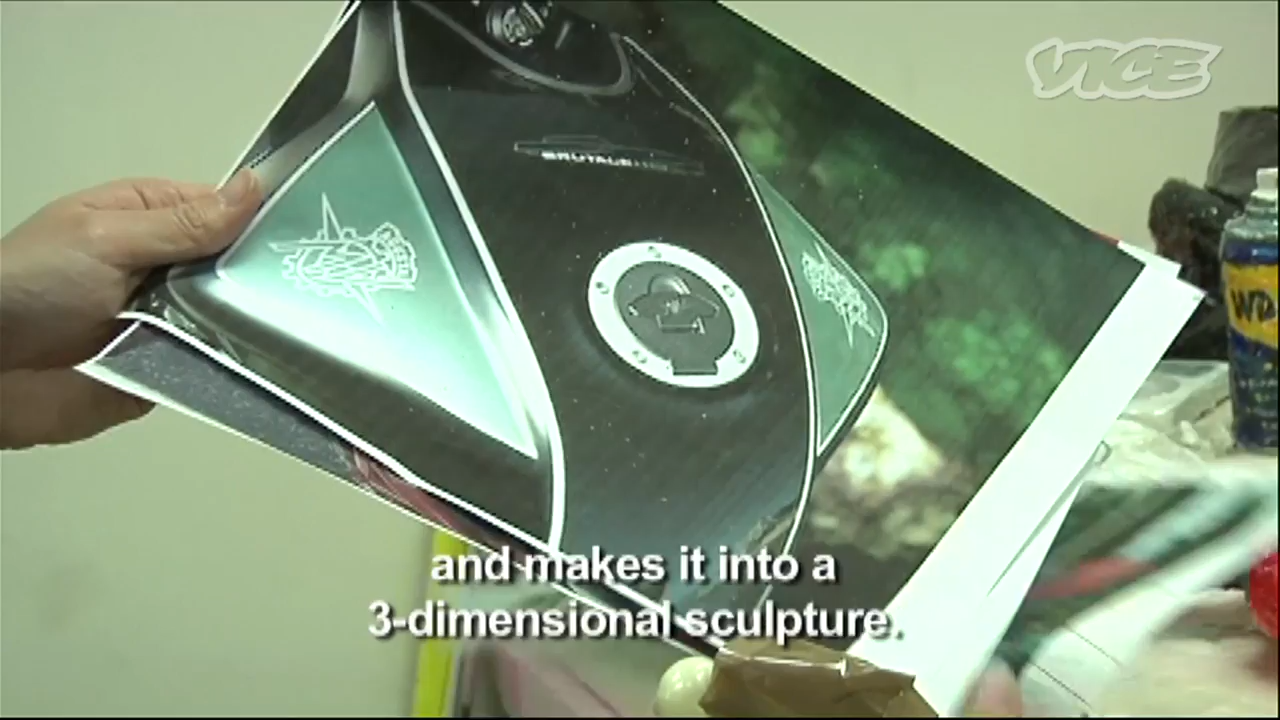 VICE
BRUTALE
WD
and makes it into a
3-dimensional sculpture.